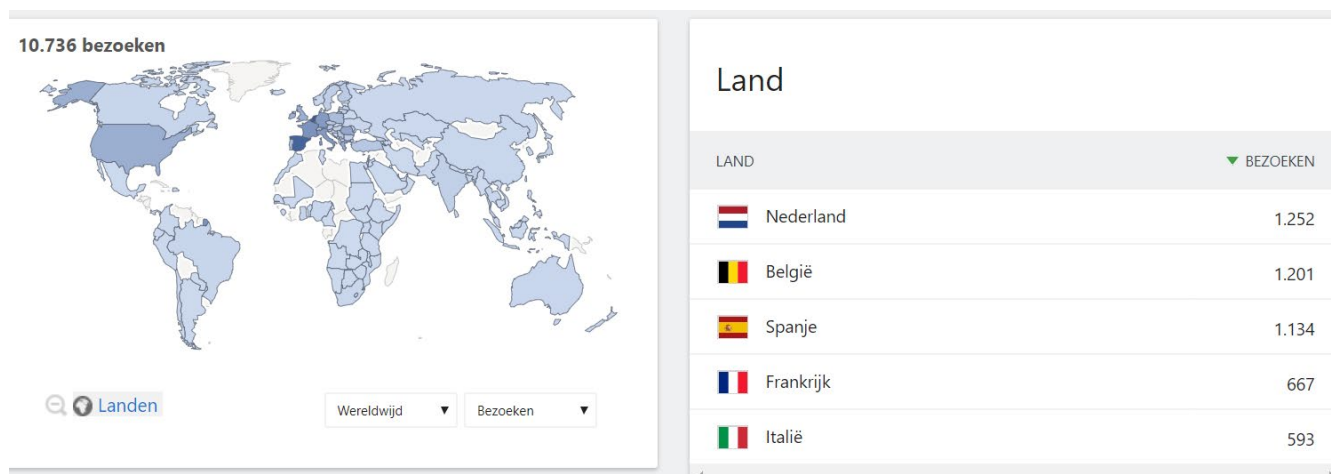 10.736 bezoeken
Landen
Wereldwijd
Bezoeken
Land
LAND BEZOEKEN
Nederland 1.252
België 1.201
Spanje 1.134
Frankrijk 667
Italië 593